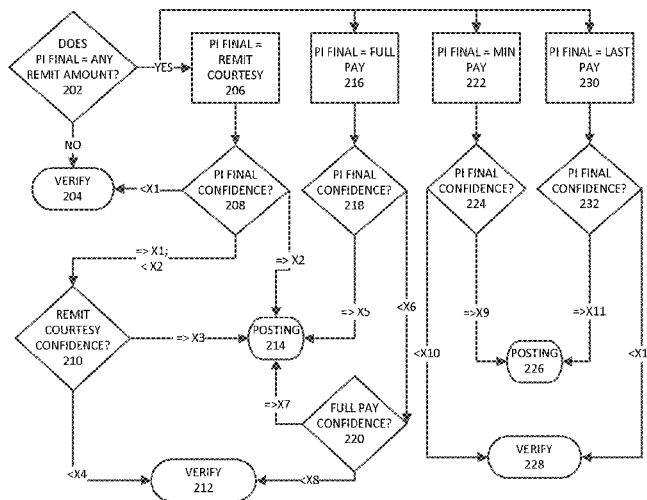 DOES
PI FINAL = ANY
REMIT AMOUNT?
202
YES
PI FINAL =
REMIT
COURTESY
206
PI FINAL = FULL
PAY
216
PI FINAL = MIN
PAY
222
PI FINAL = LAST
PAY
230
NO
VERIFY
204
<X1
PI FINAL
CONFIDENCE?
208
PI FINAL
CONFIDENCE?
218
PI FINAL
CONFIDENCE?
224
PI FINAL
CONFIDENCE?
232
=> X1;
< X2
=> X2
REMIT
COURTESY
CONFIDENCE?
210
=> X3
POSTING
214
=> X5
<X6
=>X9
=>X11
<X10
<X1
POSTING
226
=>X7
FULL PAY
CONFIDENCE?
220
<X4
VERIFY
212
<X8
VERIFY
228